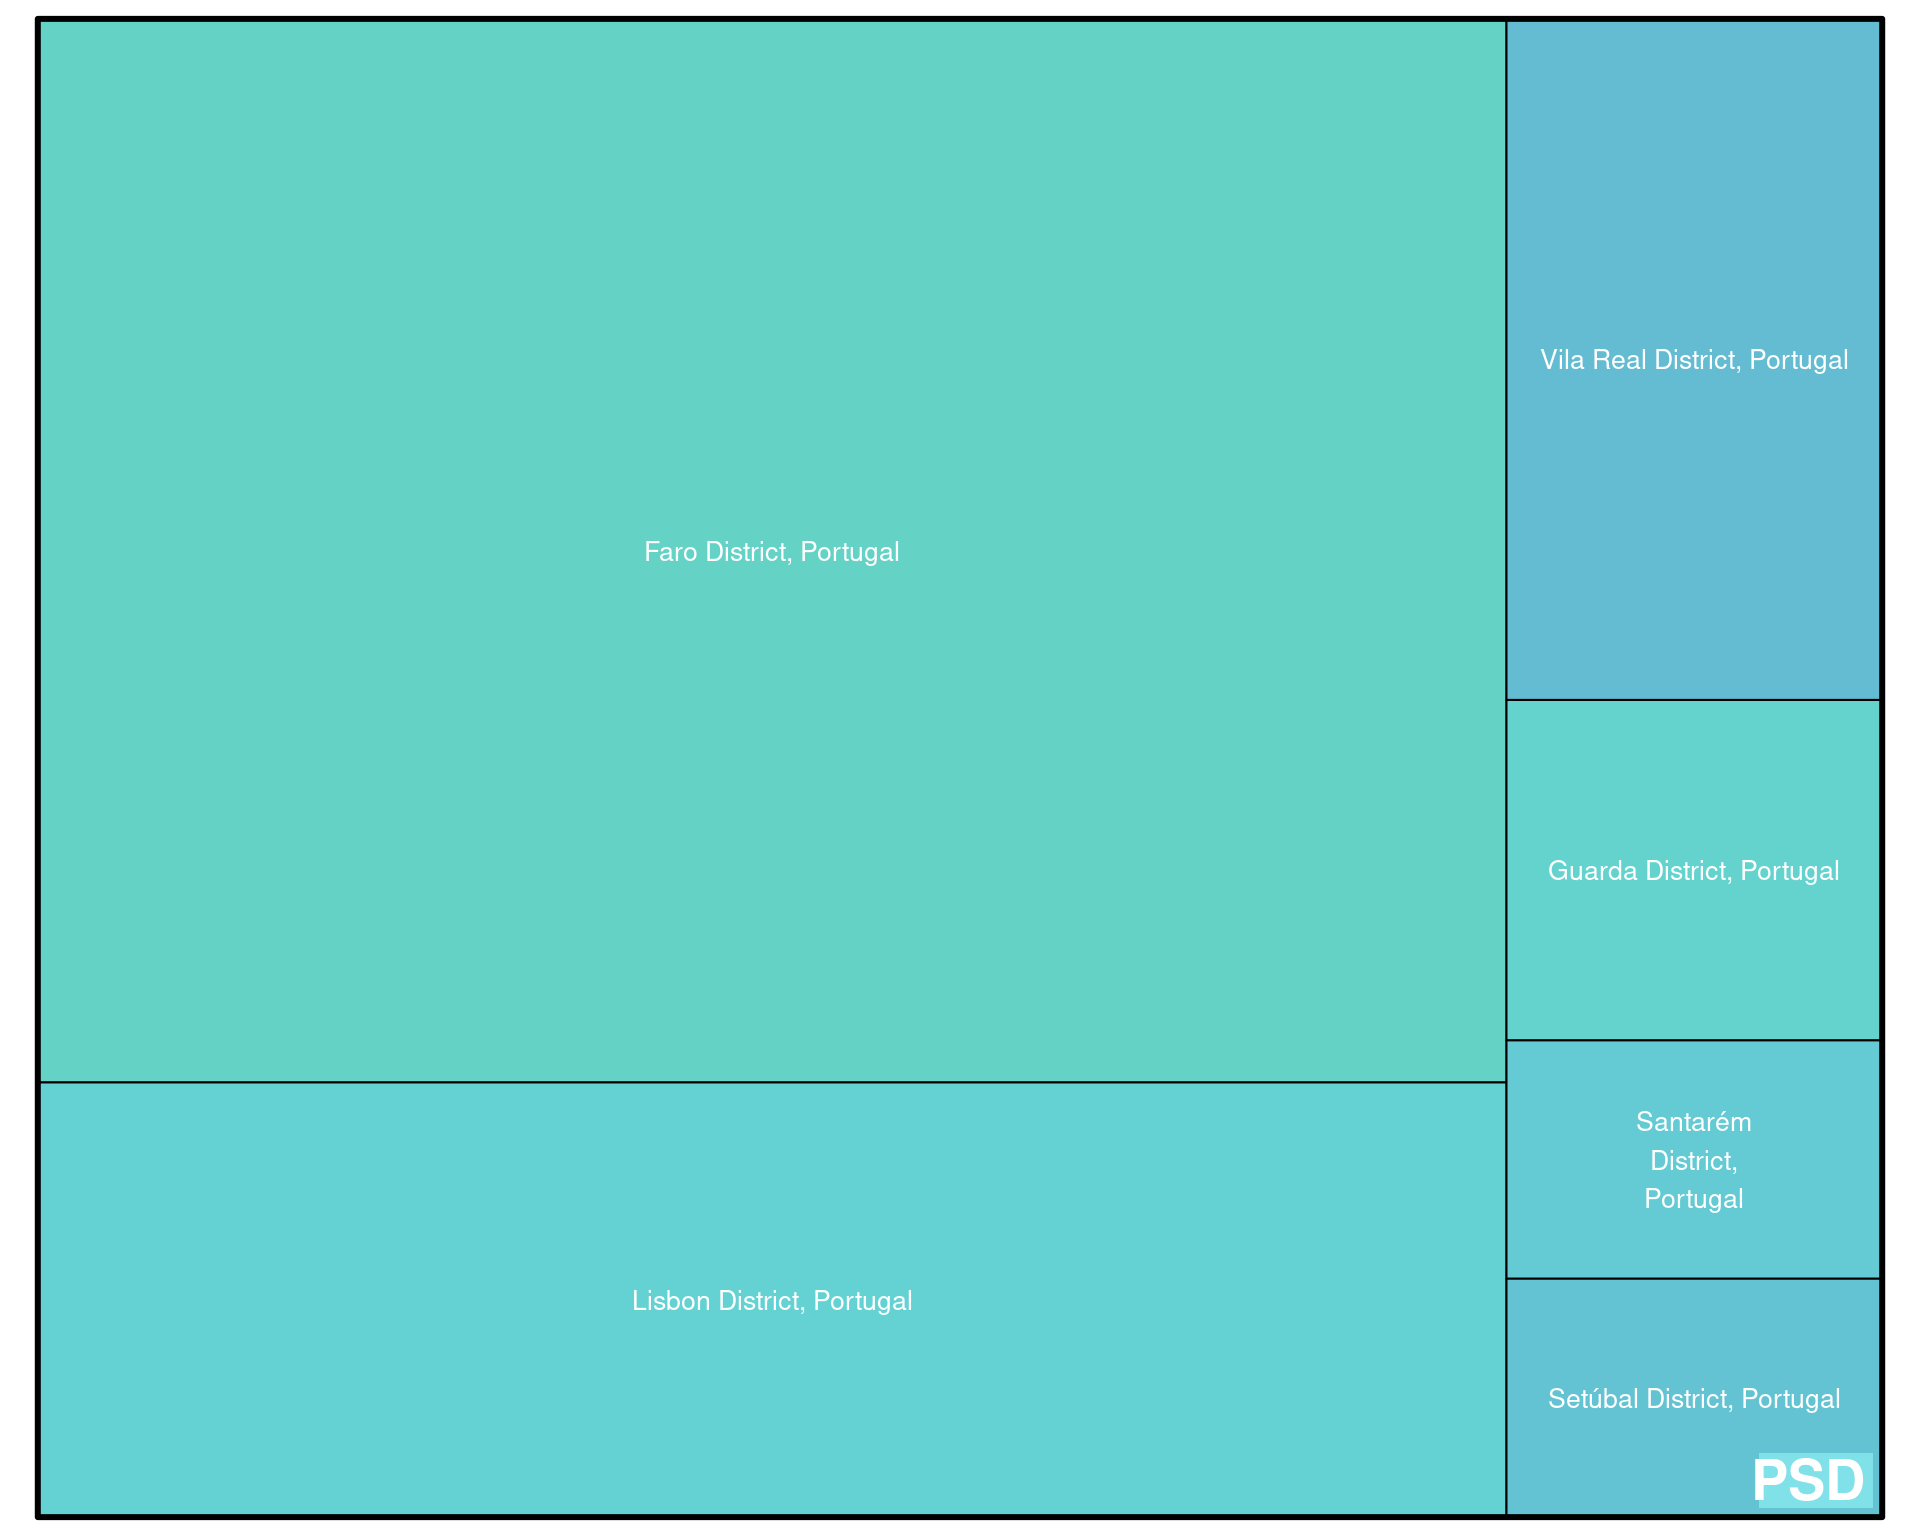 Faro District, Portugal
Lisbon District, Portugal
Vila Real District, Portugal
Guarda District, Portugal
Santarém
District,
Portugal
Setúbal District, Portugal
PSD